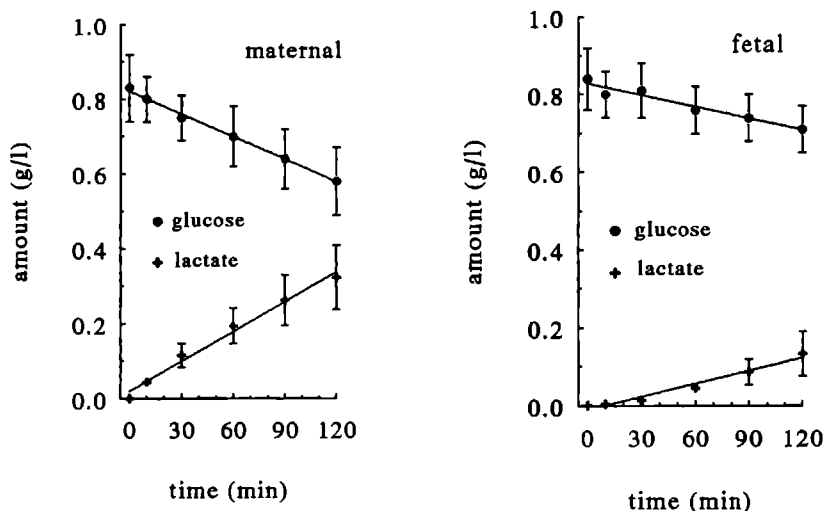 maternal
amount (g/l)
1.0
0.8
0.6
0.4
0.2
0.0
glucose
lactate
0 30 60 90 120
time (min)
fetal
amount (g/l)
1.0
0.8
0.6
0.4
0.2
0.0
glucose
lactate
0 30 60 90 120
time (min)